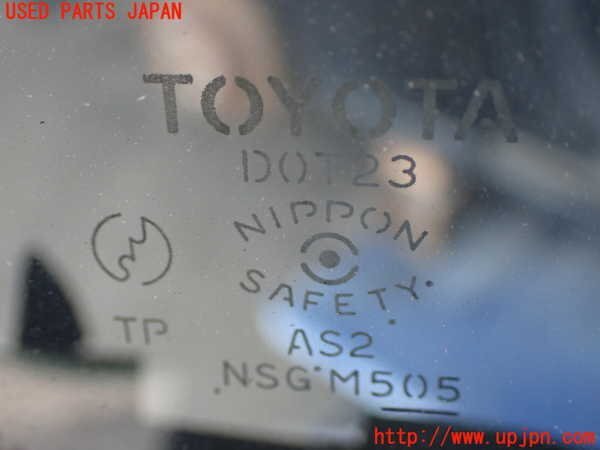 USED PARTS JAPAN
TOYOTA
DOT23
NIPPON
SAFETY
TP
AS2
NSG M505
http://www.upjpn.com/